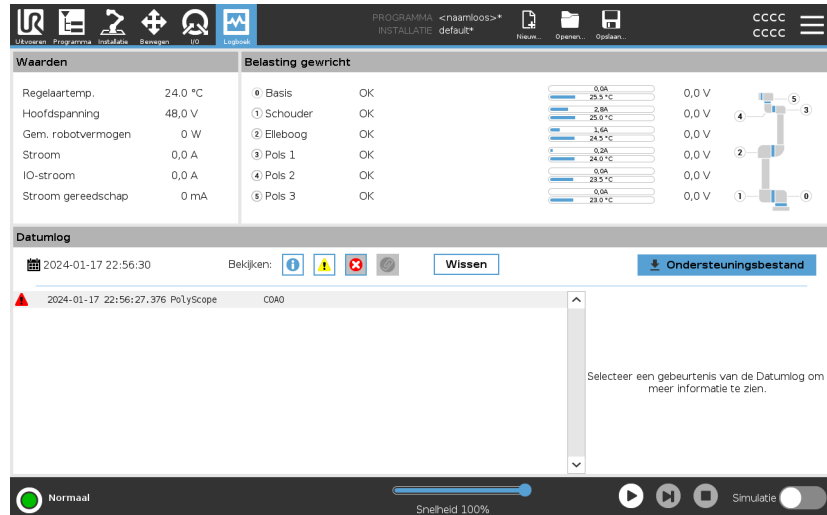 UR
Uitvoeren Programma Installatie Bewegen I/O Logboek
PROGRAMMA <naamloos>*
INSTALLATIE default*
Nieuw... Openen... Opslaan...
CCCC
CCCC
Waarden
Regelaartemp. 24.0 °C
Hoofdspanning 48,0 V
Gem. robotvermogen 0 W
Stroom 0,0 A
IO-stroom 0,0 A
Stroom gereedschap 0 mA
Belasting gewricht
0 Basis OK 0,0A 25.5 °C 0,0 V
1 Schouder OK 2,8A 25.0 °C 0,0 V
2 Elleboog OK 1,6A 24.5 °C 0,0 V
3 Pols 1 OK 0,2A 24.0 °C 0,0 V
4 Pols 2 OK 0,0A 23.5 °C 0,0 V
5 Pols 3 OK 0,0A 23.0 °C 0,0 V
5
3
4
2
1 0
Datumlog
2024-01-17 22:56:30 Bekijken: Wissen Ondersteuningsbestand
2024-01-17 22:56:27.376 PolyScope C0A0
Selecteer een gebeurtenis van de Datumlog om
meer informatie te zien.
Normaal
Snelheid 100%
Simulatie